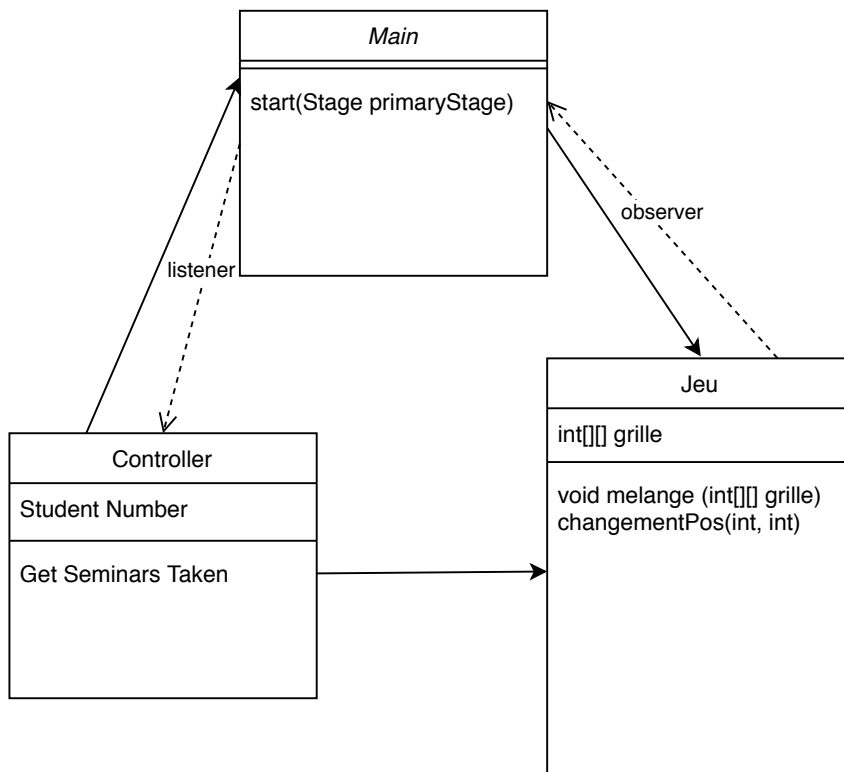 Main
start(Stage primaryStage)
observer
listener
Jeu
int[][] grille
void melange (int[][] grille)
changementPos(int, int)
Controller
Student Number
Get Seminars Taken